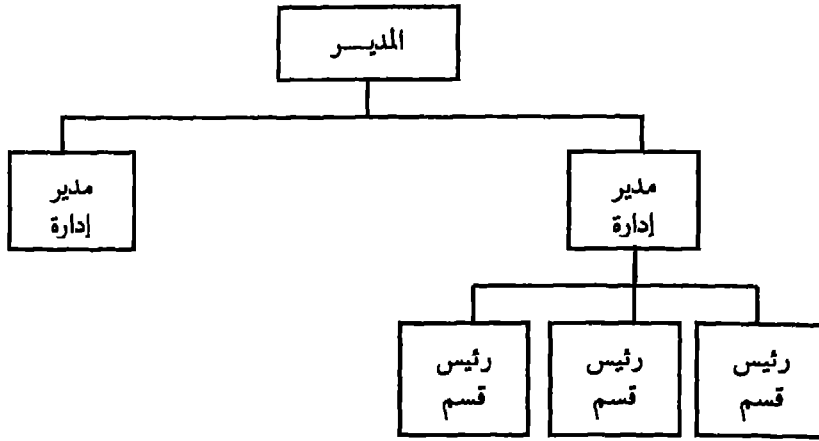 المديــر
مدير
إدارة
مدير
إدارة
رئيس
قسم
رئيس
قسم
رئيس
قسم